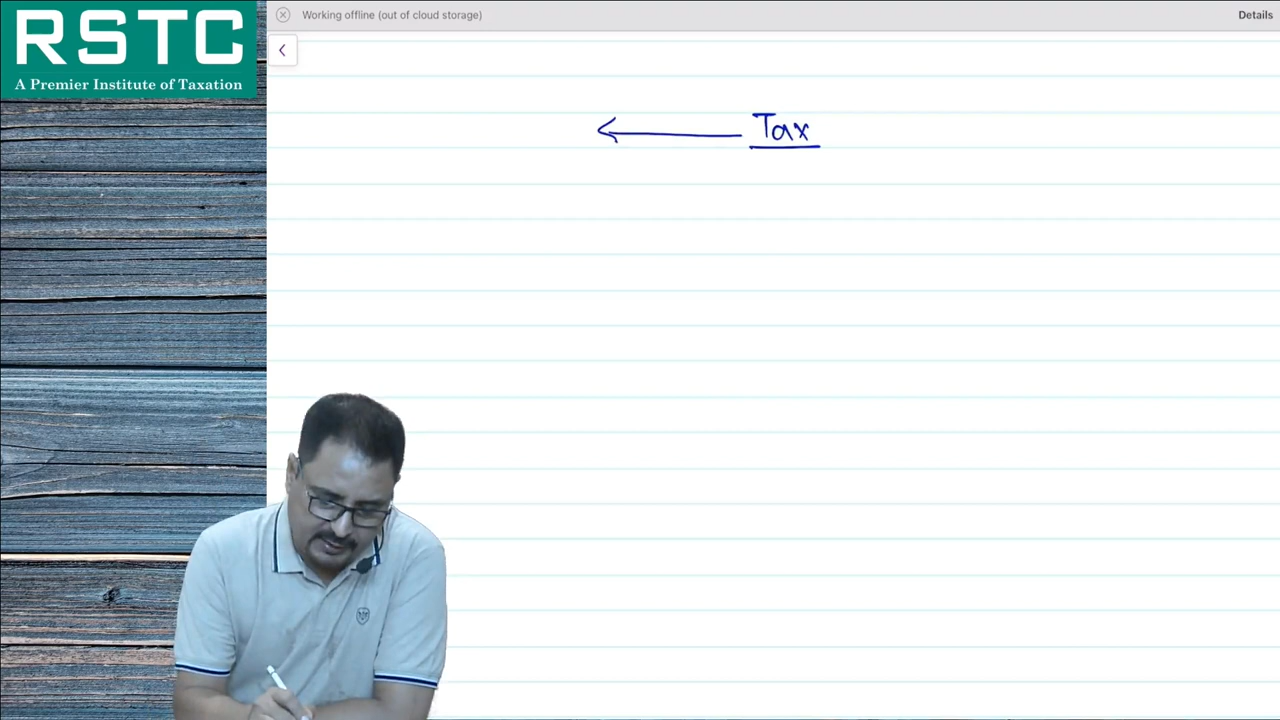 RSTC
A Premier Institute of Taxation
Working offline (out of cloud storage)
Details
Tax